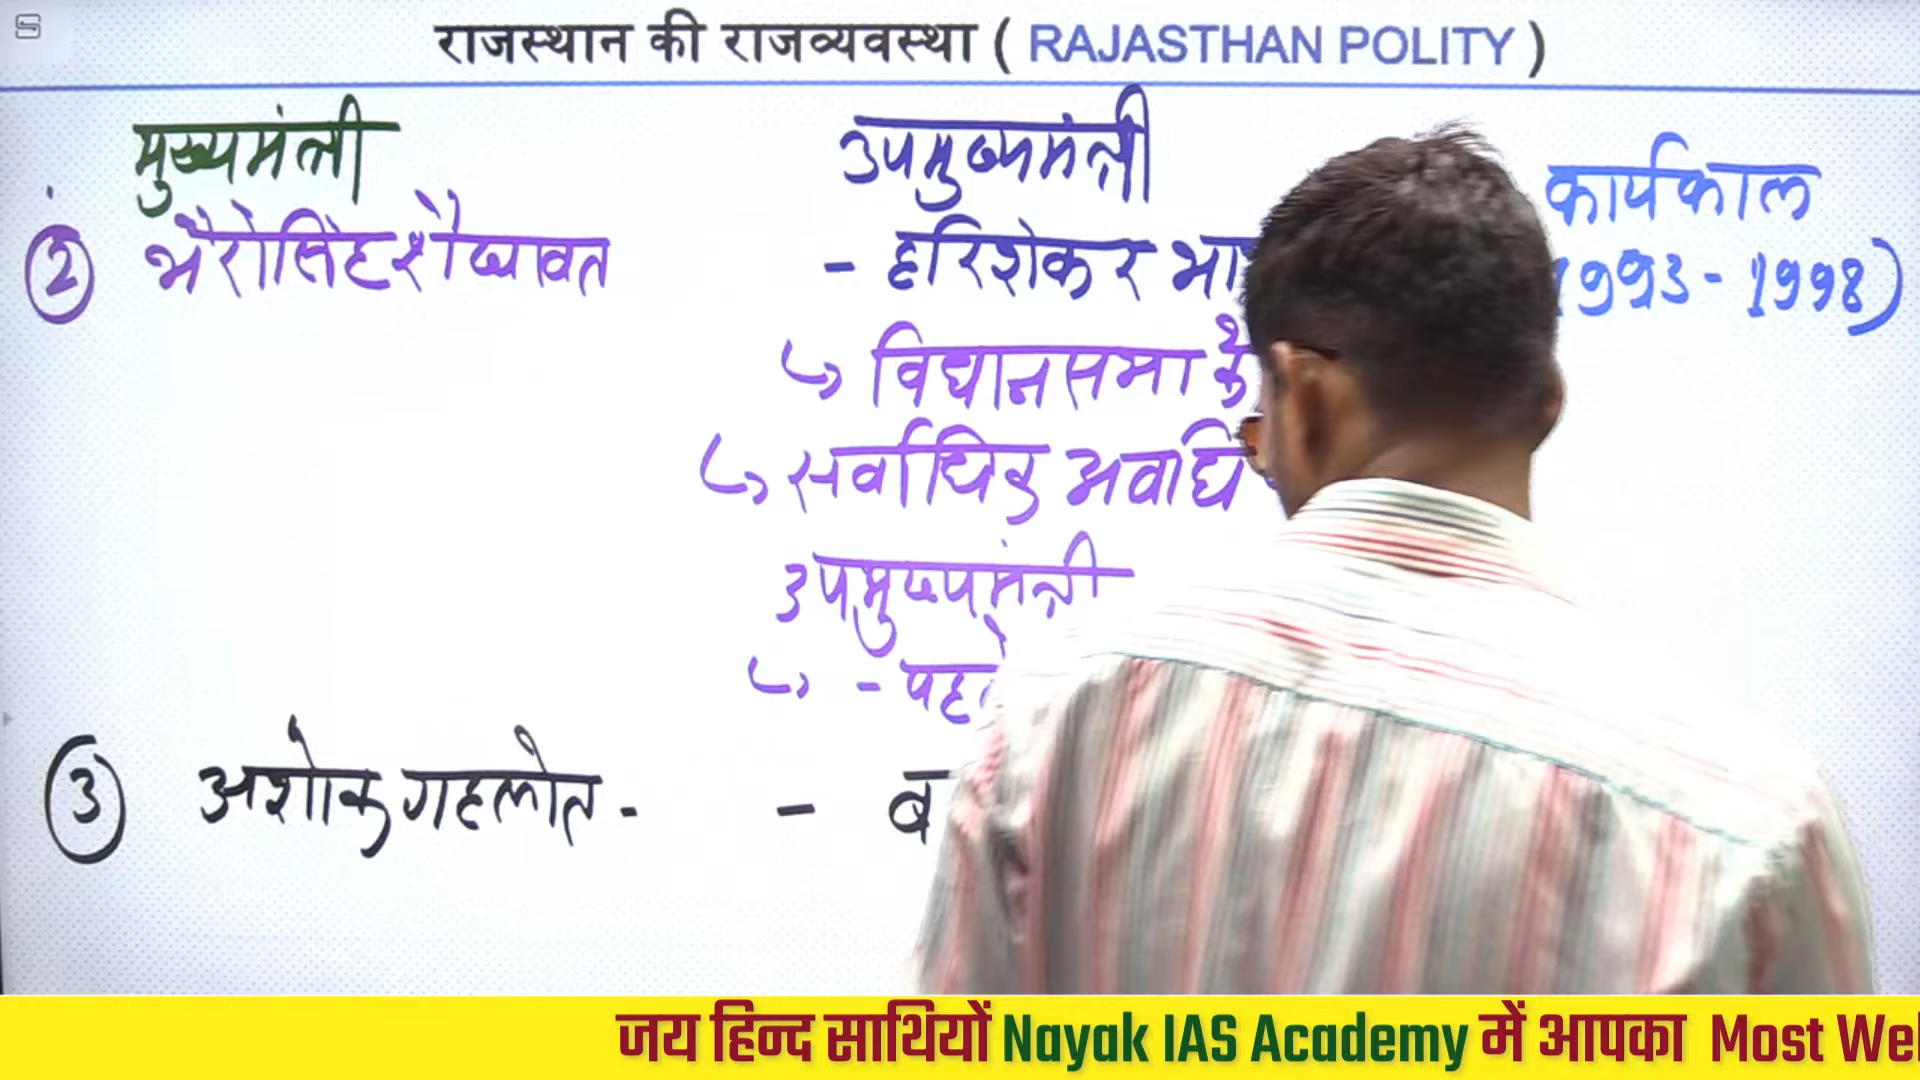 राजस्थान की राजव्यवस्था ( RAJASTHAN POLITY )
मुख्यमंत्री उपमुख्यमंत्री कार्यकाल
② भैरोसिंह शेखावत - हरिशंकर 1993-1998)
↳ विधानसभा के
↳ सर्वाधिक अवधि
उपमुख्यमंत्री
③ अशोक गहलोत - -
जय हिन्द साथियों Nayak IAS Academy में आपका Most Wel